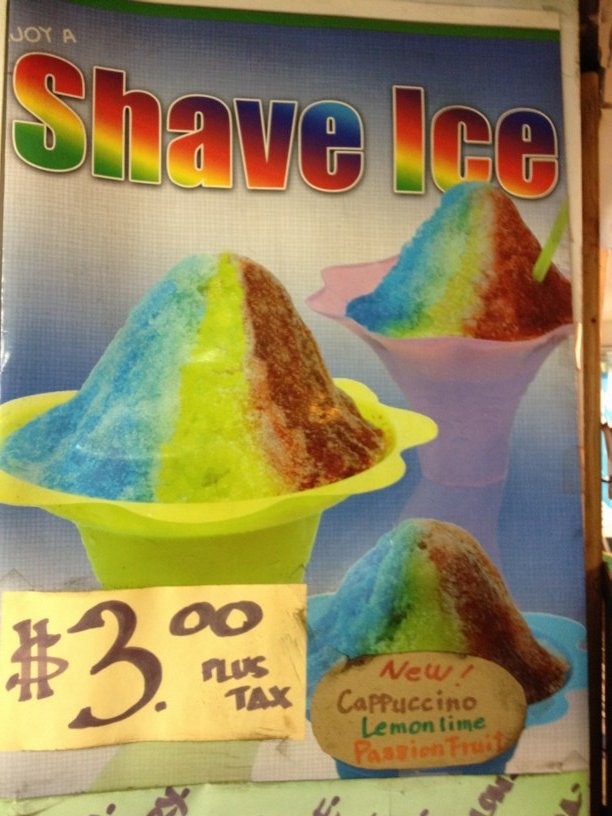 JOY A
Shave Ice
$3.00
PLUS
TAX
New!
Cappuccino
Lemonlime
Passion Fruit